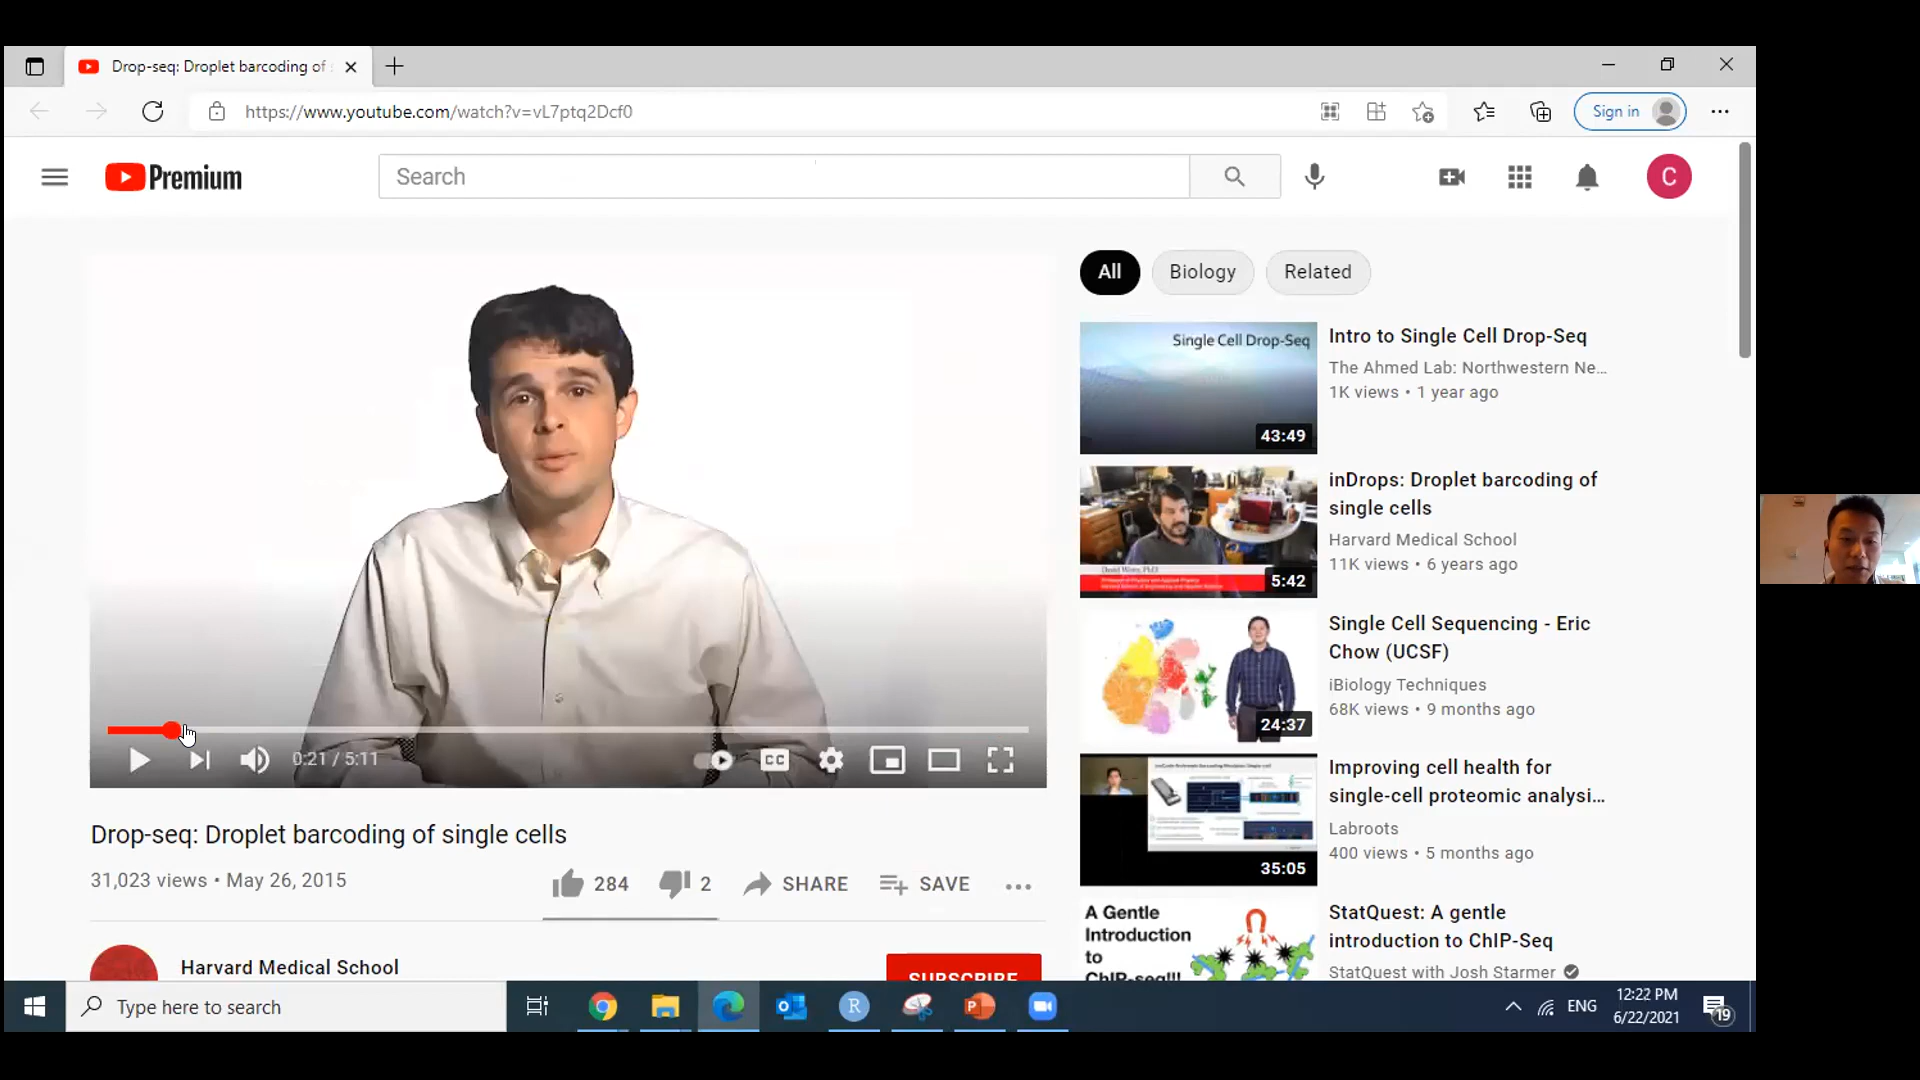 Drop-seq: Droplet barcoding of
https://www.youtube.com/watch?v=vL7ptq2Dcf0
Sign in
Premium
Search
C
All
Biology
Related
Single Cell Drop-Seq
43:49
Intro to Single Cell Drop-Seq
The Ahmed Lab: Northwestern Ne...
1K views • 1 year ago
5:42
inDrops: Droplet barcoding of
single cells
Harvard Medical School
11K views • 6 years ago
24:37
Single Cell Sequencing - Eric
Chow (UCSF)
iBiology Techniques
68K views • 9 months ago
35:05
Improving cell health for
single-cell proteomic analysi...
Labroots
400 views • 5 months ago
A Gentle
Introduction
to
ChIP-seq!!!
StatQuest: A gentle
introduction to ChIP-Seq
StatQuest with Josh Starmer
0:21 / 5:11
CC
Drop-seq: Droplet barcoding of single cells
31,023 views • May 26, 2015
284
2
SHARE
SAVE
Harvard Medical School
SUBSCRIBE
Type here to search
R
P
ENG
12:22 PM
6/22/2021
19